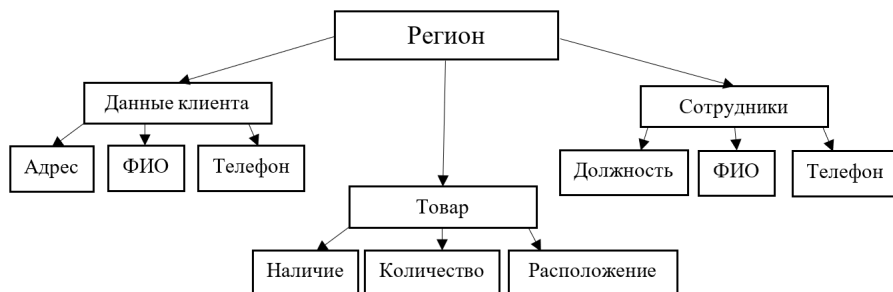 Регион
Данные клиента
Сотрудники
Адрес
ФИО
Телефон
Должность
ФИО
Телефон
Товар
Наличие
Количество
Расположение